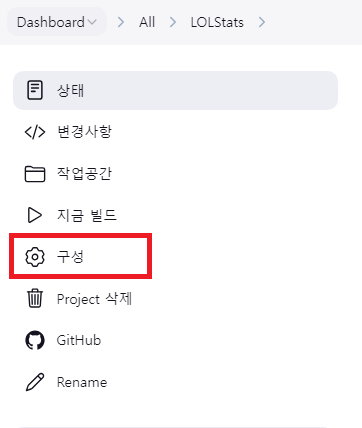 Dashboard All LOLStats
상태
변경사항
작업공간
지금 빌드
구성
Project 삭제
GitHub
Rename